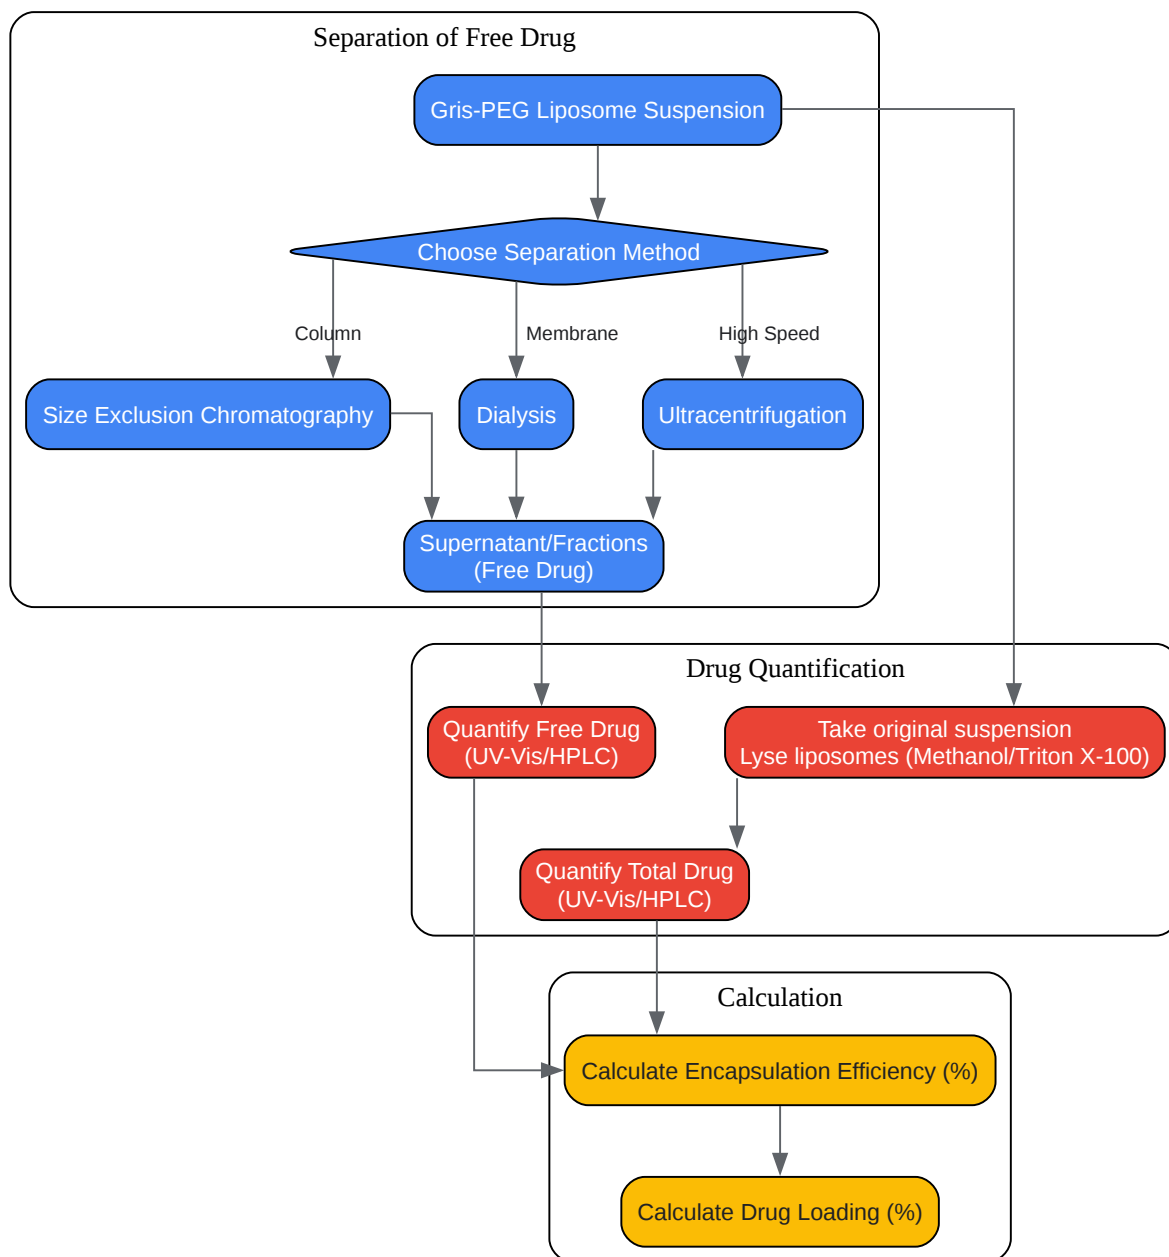 Separation of Free Drug
Gris-PEG Liposome Suspension
Choose Separation Method
Column
Membrane
High Speed
Size Exclusion Chromatography
Dialysis
Ultracentrifugation
Supernatant/Fractions
(Free Drug)
Drug Quantification
Quantify Free Drug
(UV-Vis/HPLC)
Take original suspension
Lyse liposomes (Methanol/Triton X-100)
Quantify Total Drug
(UV-Vis/HPLC)
Calculation
Calculate Encapsulation Efficiency (%)
Calculate Drug Loading (%)